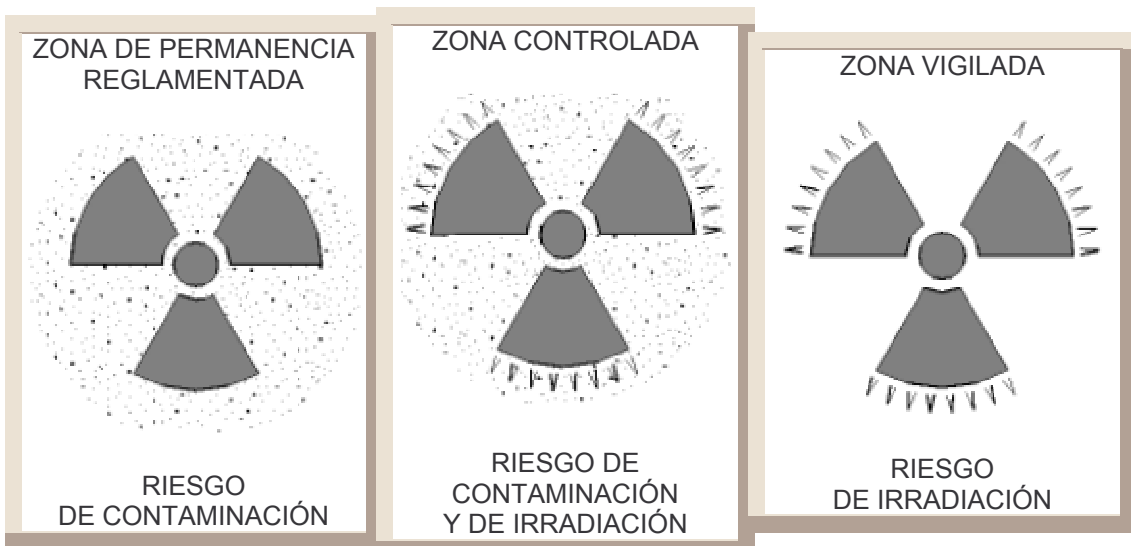 ZONA DE PERMANENCIA
REGLAMENTADA
RIESGO
DE CONTAMINACIÓN
ZONA CONTROLADA
RIESGO DE
CONTAMINACIÓN
Y DE IRRADIACIÓN
ZONA VIGILADA
RIESGO
DE IRRADIACIÓN